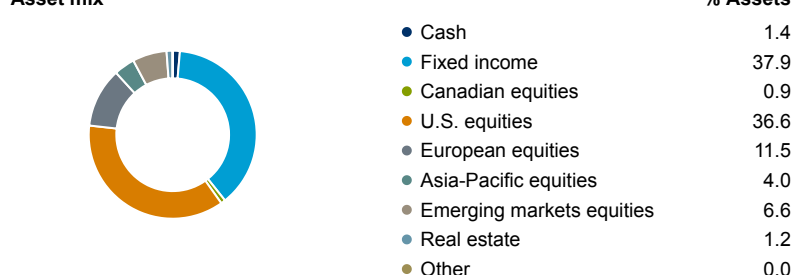 Asset mix % Assets
Cash 1.4
Fixed income 37.9
Canadian equities 0.9
U.S. equities 36.6
European equities 11.5
Asia-Pacific equities 4.0
Emerging markets equities 6.6
Real estate 1.2
Other 0.0